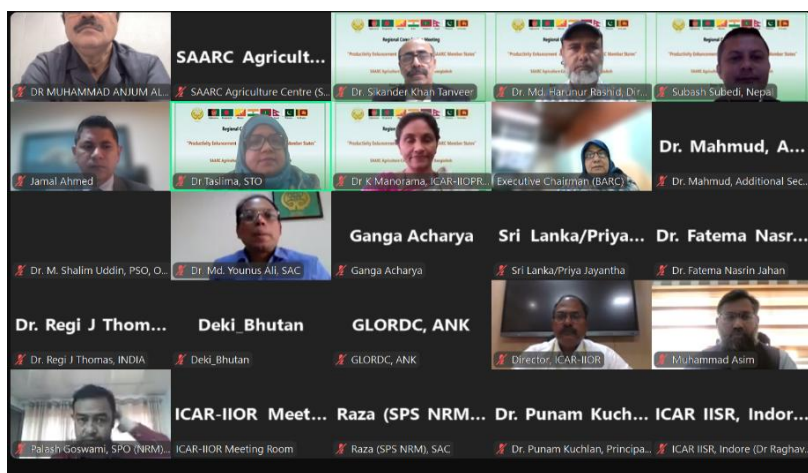 DR MUHAMMAD ANJUM AL...
SAARC Agricult...
SAARC Agriculture Centre (S...
Dr. Sikander Khan Tanveer
Dr. Md. Harunur Rashid, Dir...
Subash Subedi, Nepal
Jamal Ahmed
Dr Taslima, STO
Dr K Manorama, ICAR-IIOPR...
Executive Chairman (BARC)
Dr. Mahmud, A...
Dr. Mahmud, Additional Sec...
Dr. M. Shalim Uddin, PSO, O...
Dr. Md. Younus Ali, SAC
Ganga Acharya
Ganga Acharya
Sri Lanka/Priya...
Sri Lanka/Priya Jayantha
Dr. Fatema Nasr...
Dr. Fatema Nasrin Jahan
Dr. Regi J Thom...
Dr. Regi J Thomas, INDIA
Deki_Bhutan
Deki_Bhutan
GLORDC, ANK
GLORDC, ANK
Director, ICAR-IIOR
Muhammad Asim
Palash Goswami, SPO (NRM)...
ICAR-IIOR Meet...
ICAR-IIOR Meeting Room
Raza (SPS NRM...
Raza (SPS NRM), SAC
Dr. Punam Kuch...
Dr. Punam Kuchlan, Principa...
ICAR IISR, Indor...
ICAR IISR, Indore (Dr Raghav